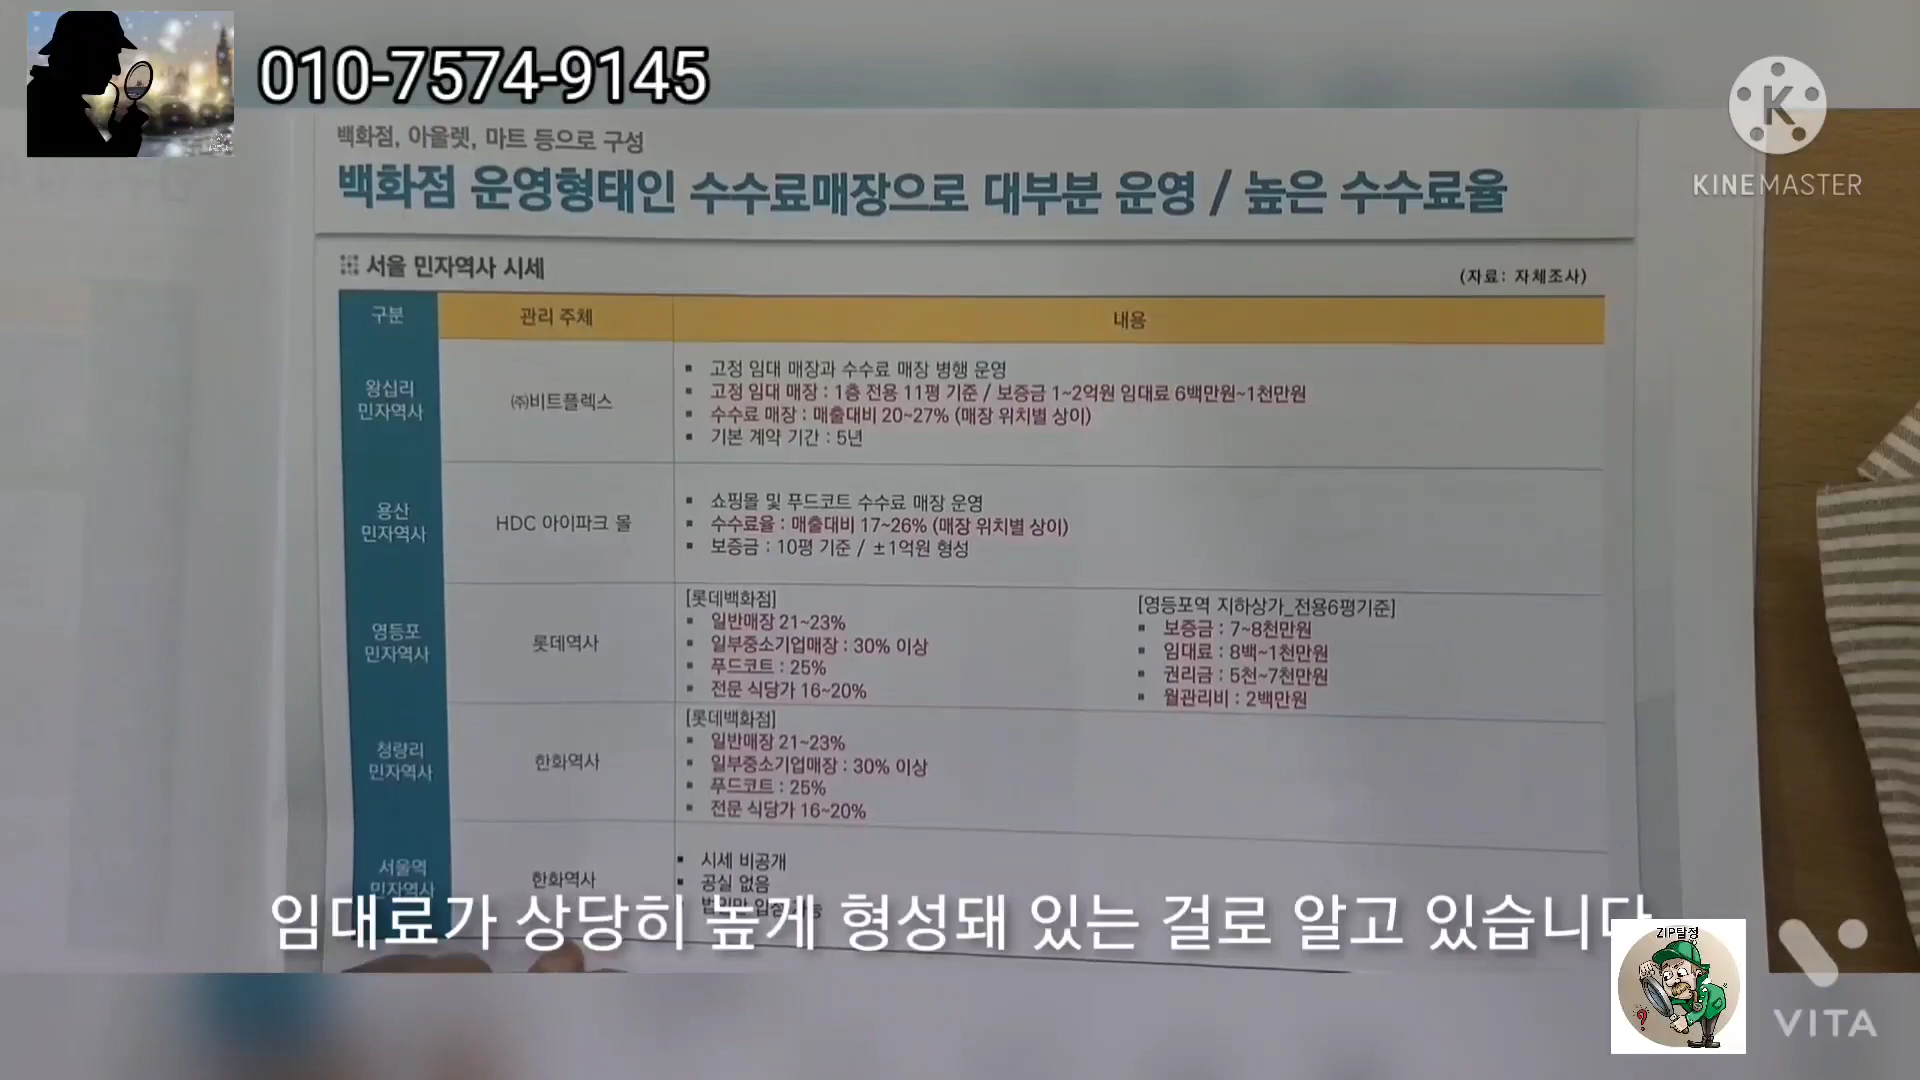 010-7574-9145
KINEMASTER
백화점, 아울렛, 마트 등으로 구성
백화점 운영형태인 수수료매장으로 대부분 운영 / 높은 수수료율
서울 민자역사 시세
(자료: 자체조사)
구분 관리 주체 내용
왕십리
민자역사
㈜비트플렉스
▪ 고정 임대 매장과 수수료 매장 병행 운영
▪ 고정 임대 매장 : 1층 전용 11평 기준 / 보증금 1~2억원 임대료 6백만원~1천만원
▪ 수수료 매장 : 매출대비 20~27% (매장 위치별 상이)
▪ 기본 계약 기간 : 5년
용산
민자역사
HDC 아이파크 몰
▪ 쇼핑몰 및 푸드코트 수수료 매장 운영
▪ 수수료율 : 매출대비 17~26% (매장 위치별 상이)
▪ 보증금 : 10평 기준 / ±1억원 형성
영등포
민자역사
롯데역사
[롯데백화점]
▪ 일반매장 21~23%
▪ 일부중소기업매장 : 30% 이상
▪ 푸드코트 : 25%
▪ 전문 식당가 16~20%
[영등포역 지하상가_전용6평기준]
▪ 보증금 : 7~8천만원
▪ 임대료 : 8백~1천만원
▪ 권리금 : 5천~7천만원
▪ 월관리비 : 2백만원
청량리
민자역사
한화역사
[롯데백화점]
▪ 일반매장 21~23%
▪ 일부중소기업매장 : 30% 이상
▪ 푸드코트 : 25%
▪ 전문 식당가 16~20%
서울역
민자역사
한화역사
▪ 시세 비공개
▪ 공실 없음
임대료가 상당히 높게 형성돼 있는 걸로 알고 있습니다
ZIP탐정
VITA